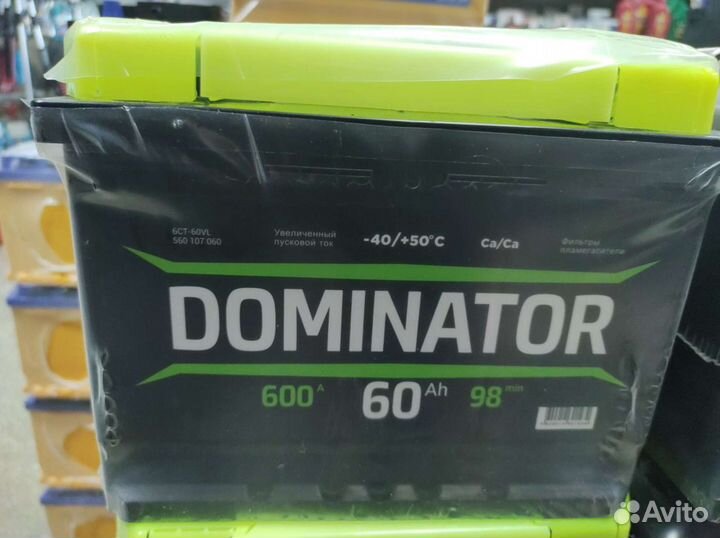 6СТ-60VL
560 107 060
Увеличенный
пусковой ток
-40/+50°C
Ca/Ca
Фильтры
пламегасители
DOMINATOR
600 A
60 Ah
98 min
Avito